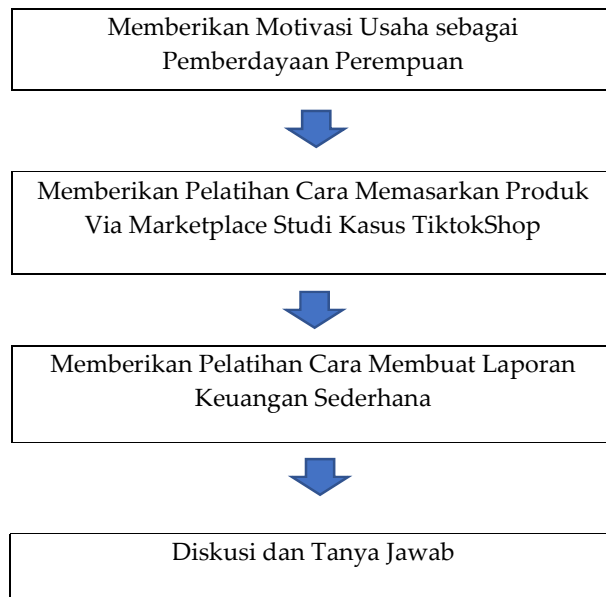 Memberikan Motivasi Usaha sebagai
Pemberdayaan Perempuan
Memberikan Pelatihan Cara Memasarkan Produk
Via Marketplace Studi Kasus TiktokShop
Memberikan Pelatihan Cara Membuat Laporan
Keuangan Sederhana
Diskusi dan Tanya Jawab